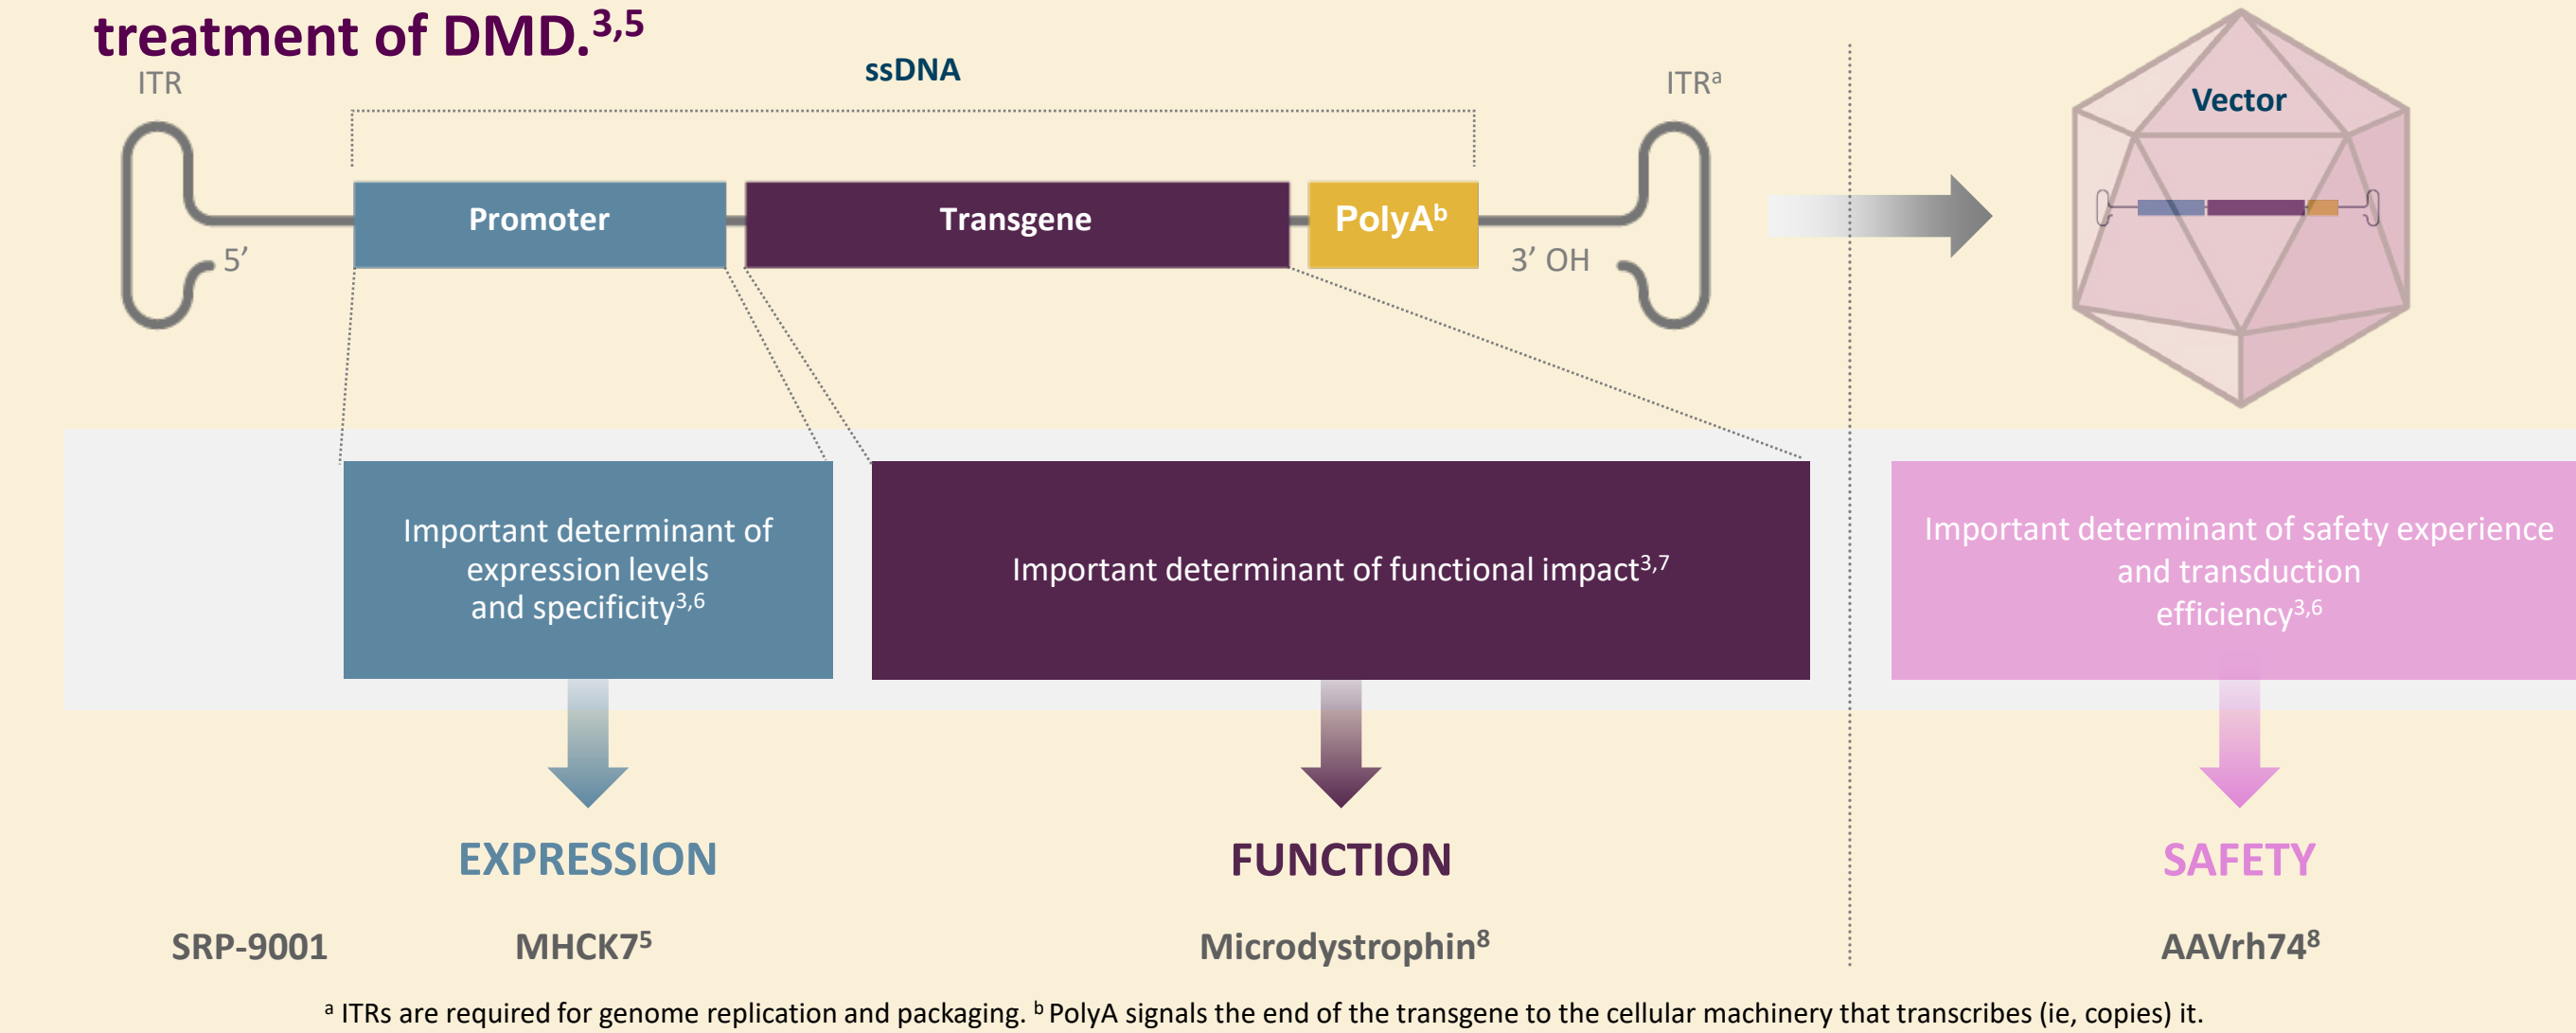 treatment of DMD.3,5
ITR
ssDNA
ITRa
Vector
Promoter
Transgene
PolyAb
5’
3’ OH
Important determinant of
expression levels
and specificity3,6
Important determinant of functional impact3,7
Important determinant of safety experience
and transduction
efficiency3,6
EXPRESSION
FUNCTION
SAFETY
SRP-9001
MHCK75
Microdystrophin8
AAVrh748
a ITRs are required for genome replication and packaging. b PolyA signals the end of the transgene to the cellular machinery that transcribes (ie, copies) it.